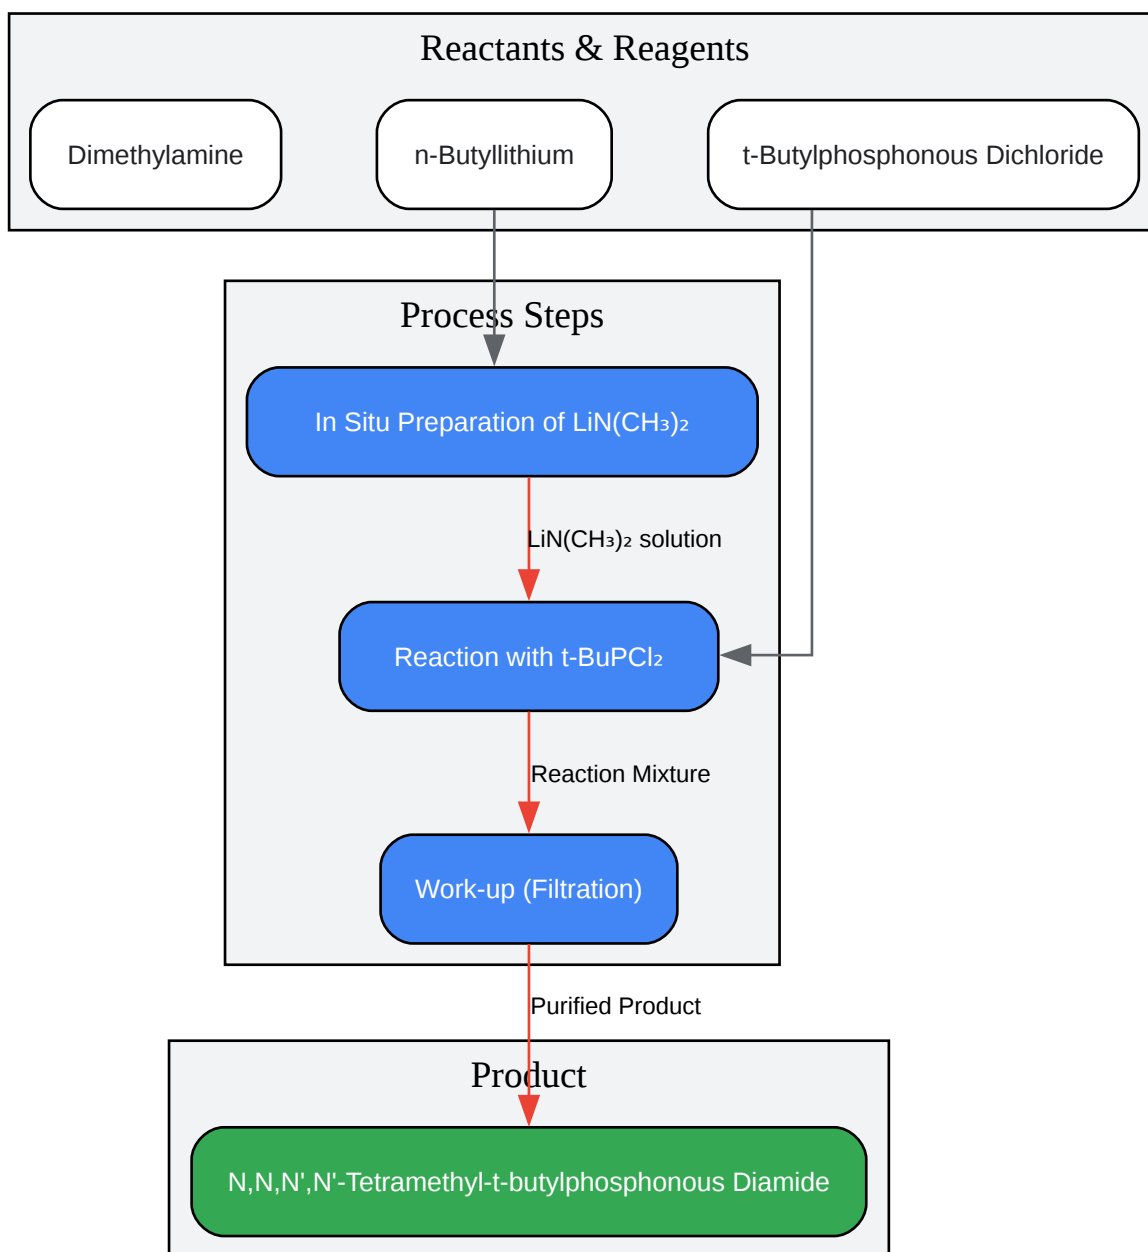 Reactants & Reagents
Dimethylamine
n-Butyllithium
t-Butylphosphonous Dichloride
Process Steps
In Situ Preparation of LiN(CH₃)₂
LiN(CH₃)₂ solution
Reaction with t-BuPCl₂
Reaction Mixture
Work-up (Filtration)
Purified Product
Product
N,N,N',N'-Tetramethyl-t-butylphosphonous Diamide